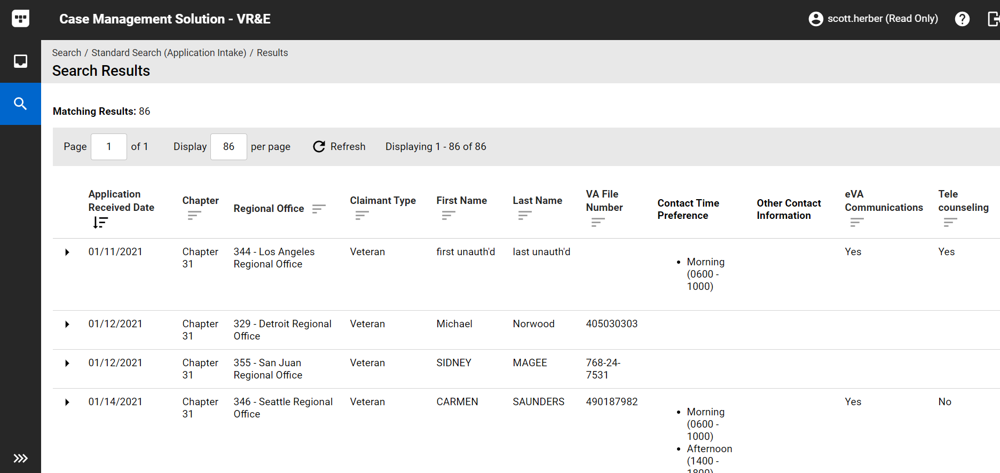 Case Management Solution - VR&E
scott.herber (Read Only)
Search / Standard Search (Application Intake) / Results
Search Results
Matching Results: 86
Page 1 of 1 Display 86 per page Refresh Displaying 1 - 86 of 86
Application
Received Date
Chapter
Regional Office
Claimant Type
First Name
Last Name
VA File
Number
Contact Time
Preference
Other Contact
Information
eVA
Communications
Tele
counseling
01/11/2021
Chapter
31
344 - Los Angeles
Regional Office
Veteran
first unauth'd
last unauth'd
• Morning
(0600 -
1000)
Yes
Yes
01/12/2021
Chapter
31
329 - Detroit Regional
Office
Veteran
Michael
Norwood
405030303
01/12/2021
Chapter
31
355 - San Juan
Regional Office
Veteran
SIDNEY
MAGEE
768-24-
7531
01/14/2021
Chapter
31
346 - Seattle Regional
Office
Veteran
CARMEN
SAUNDERS
490187982
• Morning
(0600 -
1000)
• Afternoon
(1400 -
1800)
Yes
No